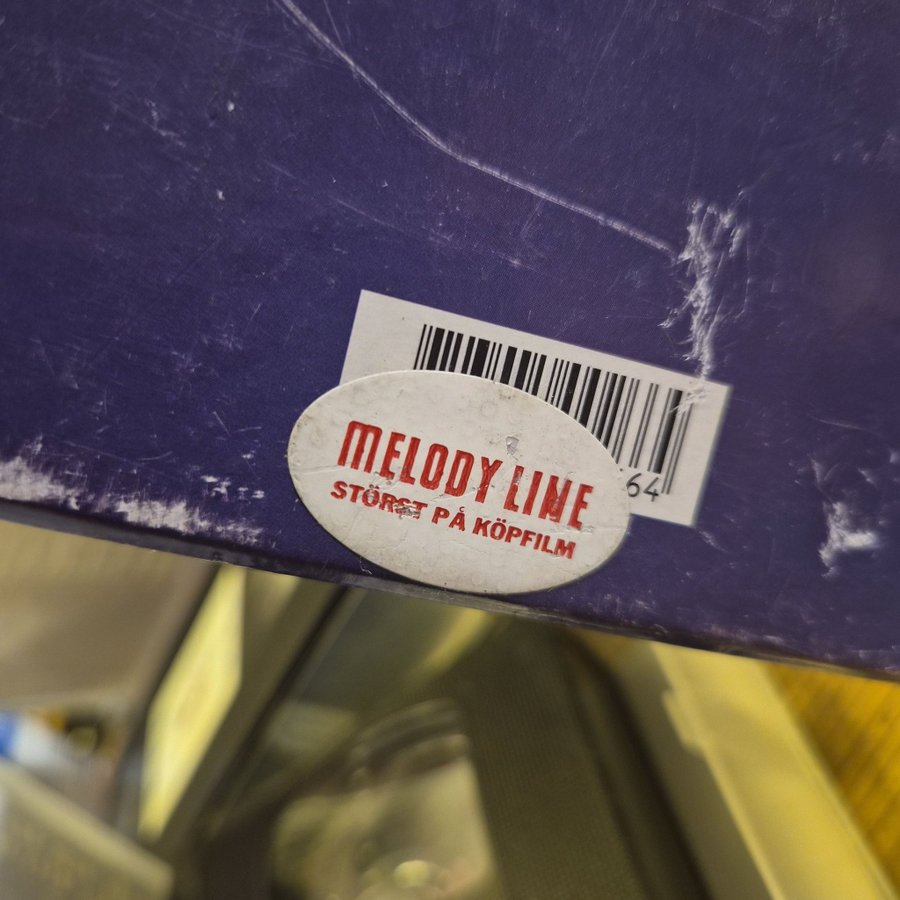 MELODY LINE
STÖRST PÅ KÖPFILM
64